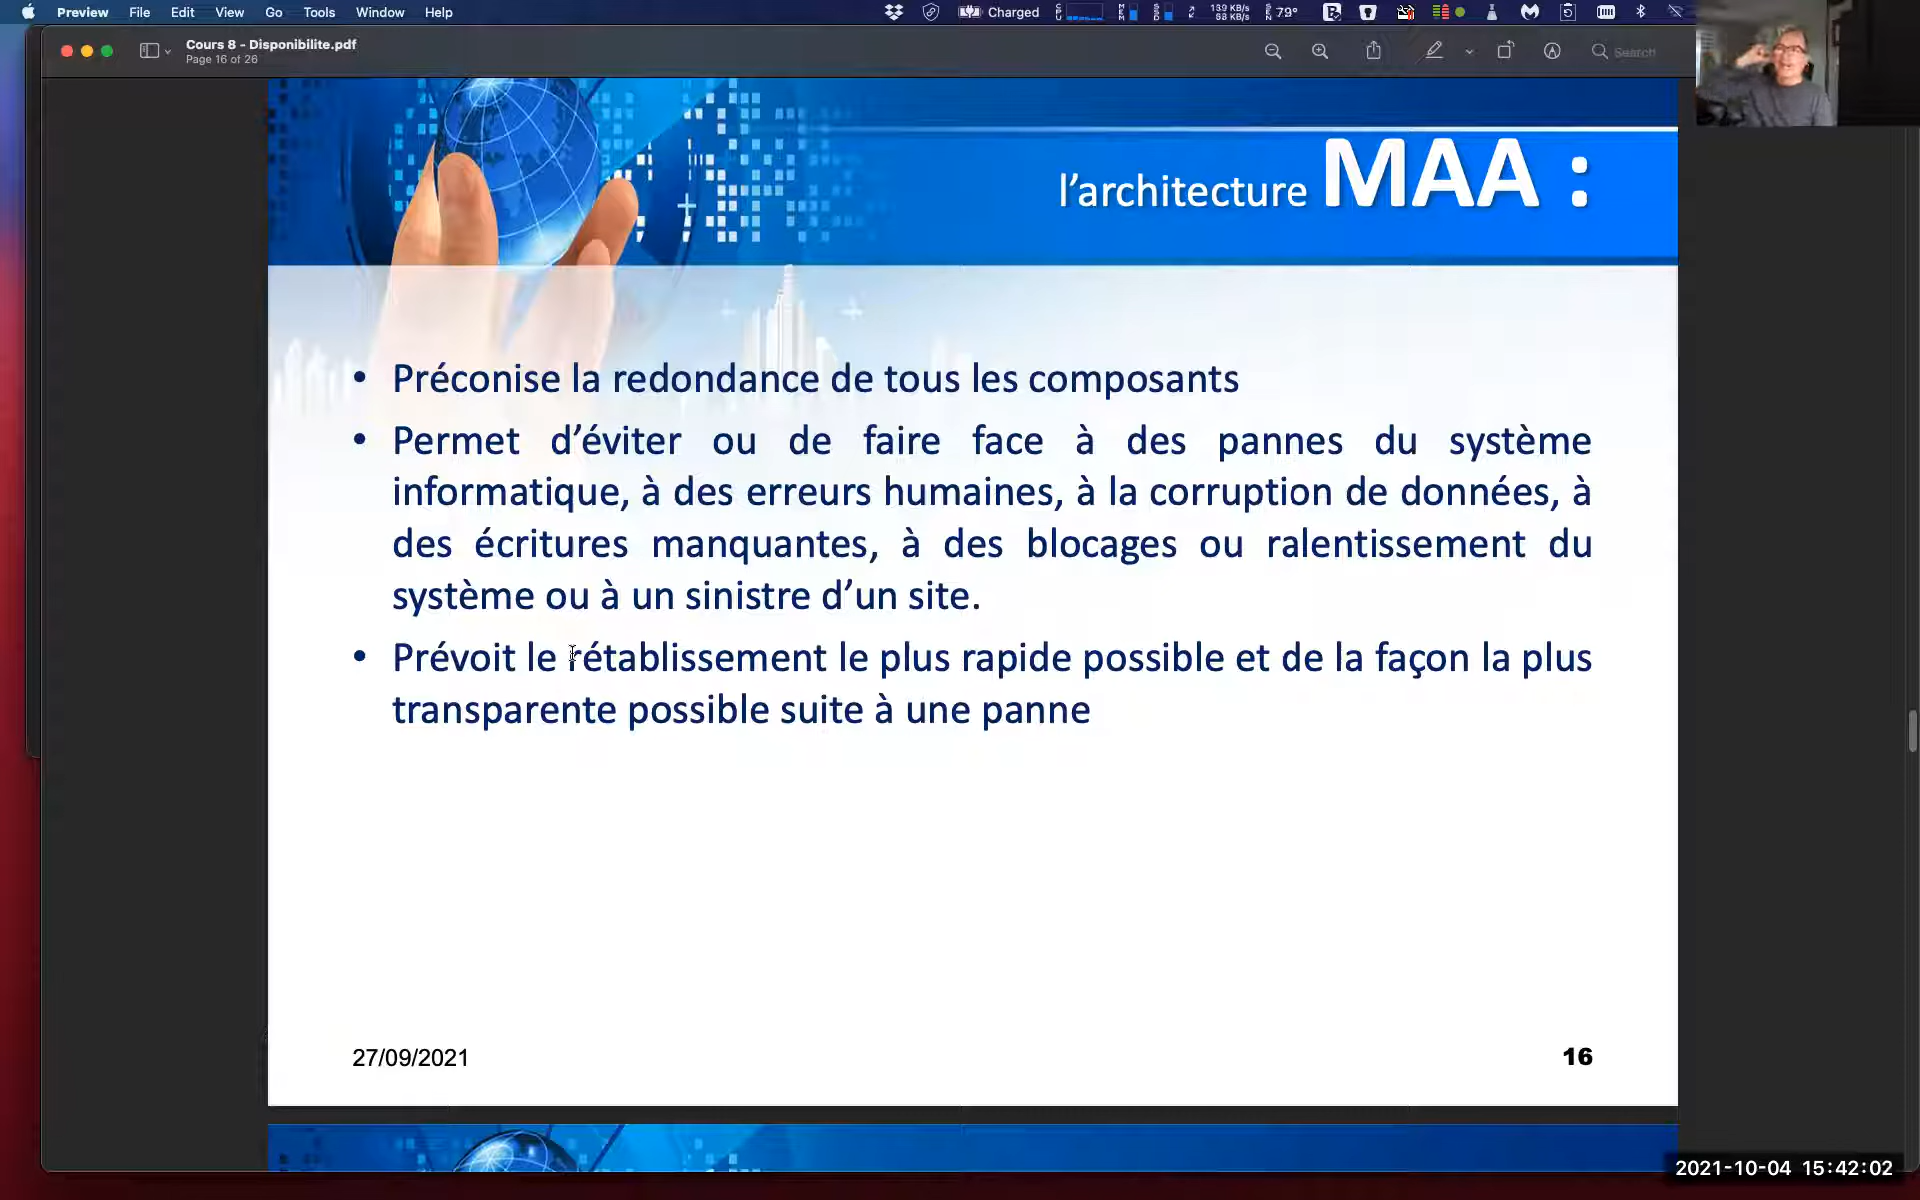 Preview File Edit View Go Tools Window Help
Charged
79°
Cours 8 - Disponibilite.pdf
Page 16 of 26
Search
l’architecture MAA :
• Préconise la redondance de tous les composants
• Permet d’éviter ou de faire face à des pannes du système
informatique, à des erreurs humaines, à la corruption de données, à
des écritures manquantes, à des blocages ou ralentissement du
système ou à un sinistre d’un site.
• Prévoit le rétablissement le plus rapide possible et de la façon la plus
transparente possible suite à une panne
27/09/2021
16
2021-10-04 15:42:02